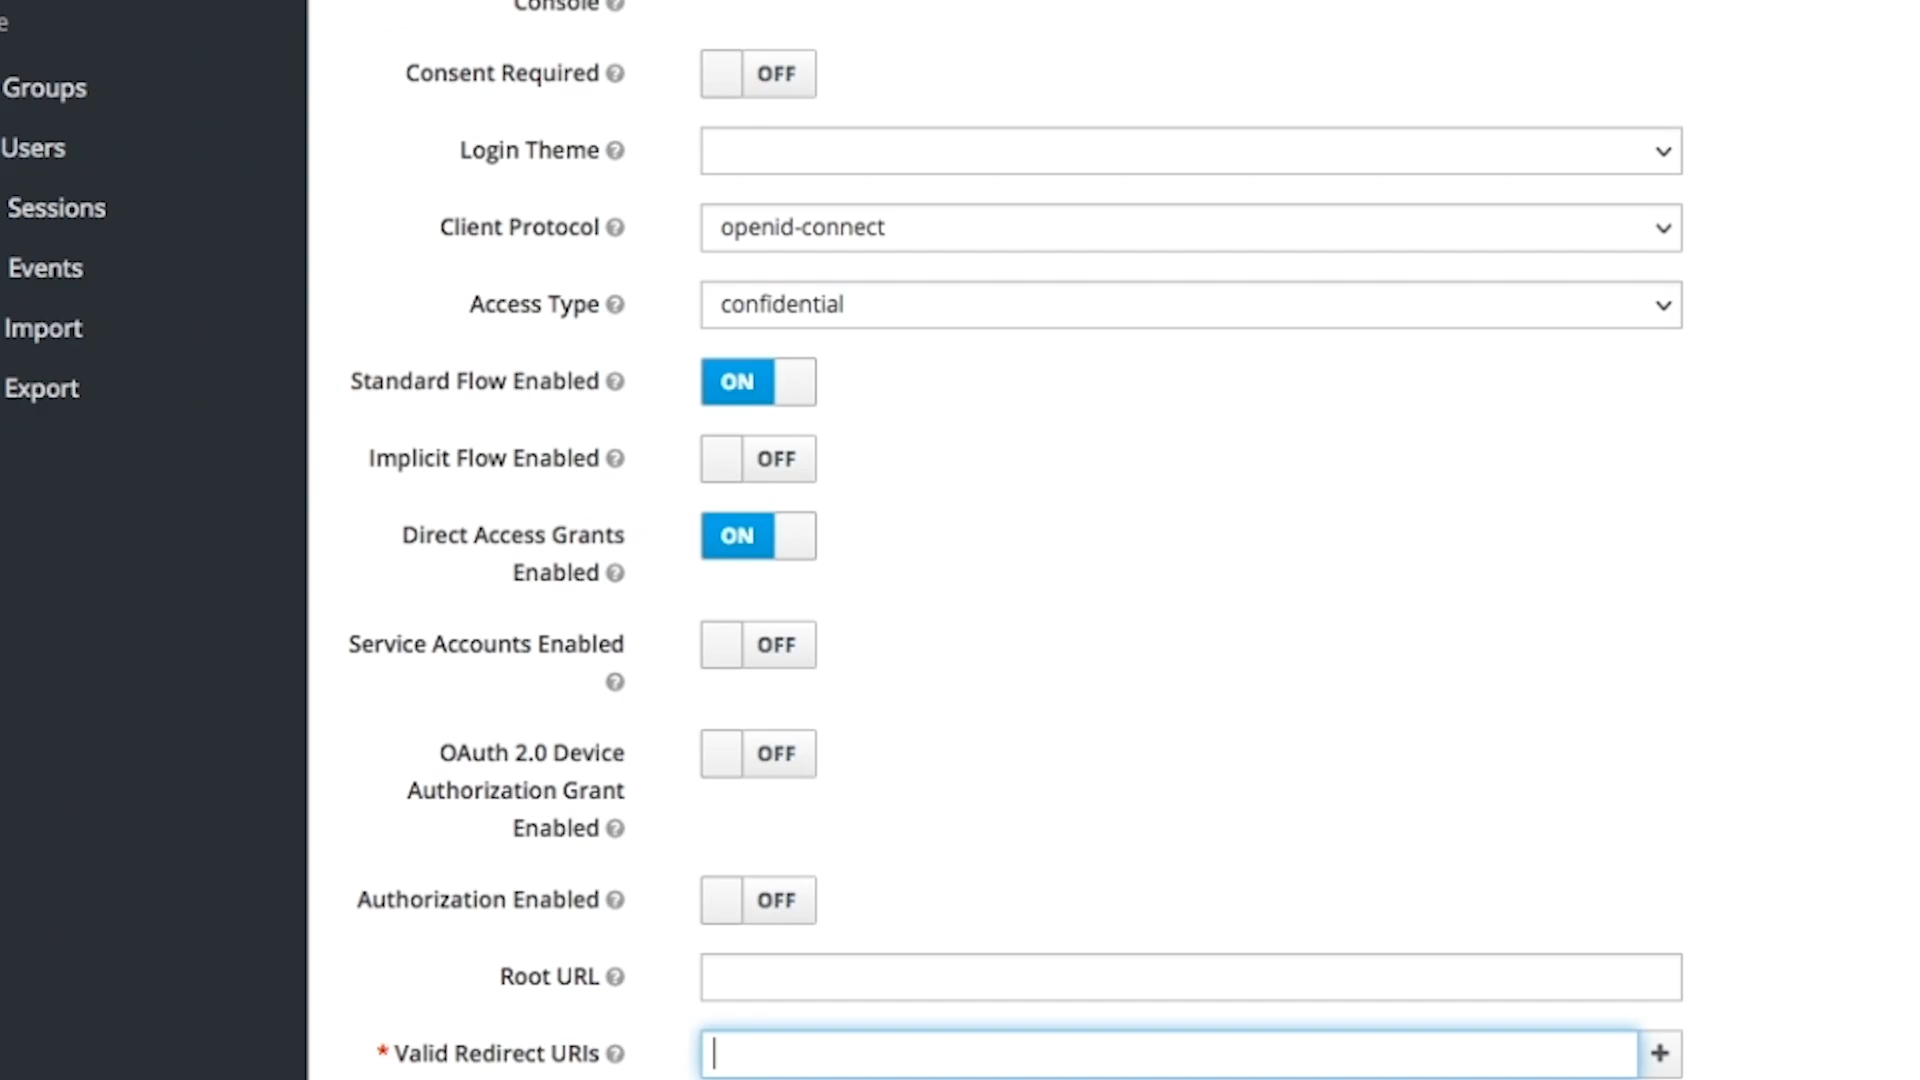 Console
e
Groups
Users
Sessions
Events
Import
Export
Consent Required
OFF
Login Theme
Client Protocol
openid-connect
Access Type
confidential
Standard Flow Enabled
ON
Implicit Flow Enabled
OFF
Direct Access Grants
Enabled
ON
Service Accounts Enabled
OFF
OAuth 2.0 Device
Authorization Grant
Enabled
OFF
Authorization Enabled
OFF
Root URL
* Valid Redirect URIs
+